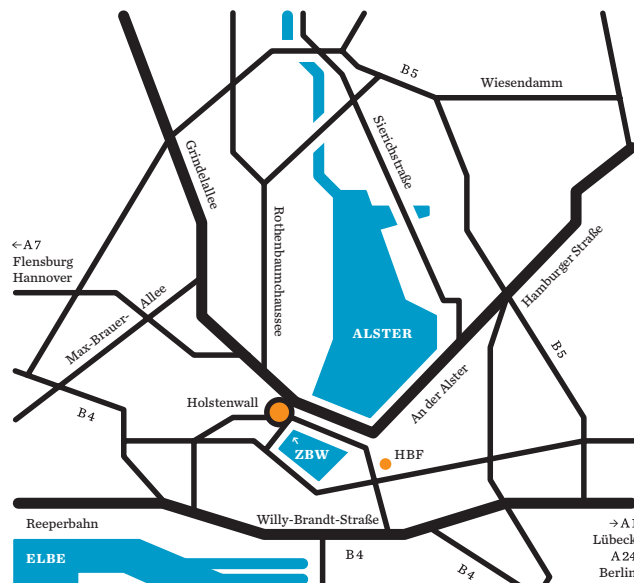 B5
Wiesendamm
Sierichstraße
Grindelallee
Rothenbaumchaussee
←A7
Flensburg
Hannover
Hamburger Straße
Max-Brauer-Allee
ALSTER
B5
An der Alster
Holstenwall
B4
ZBW
HBF
Reeperbahn
Willy-Brandt-Straße
→A1
Lübeck
A24
Berlin
ELBE
B4
B4